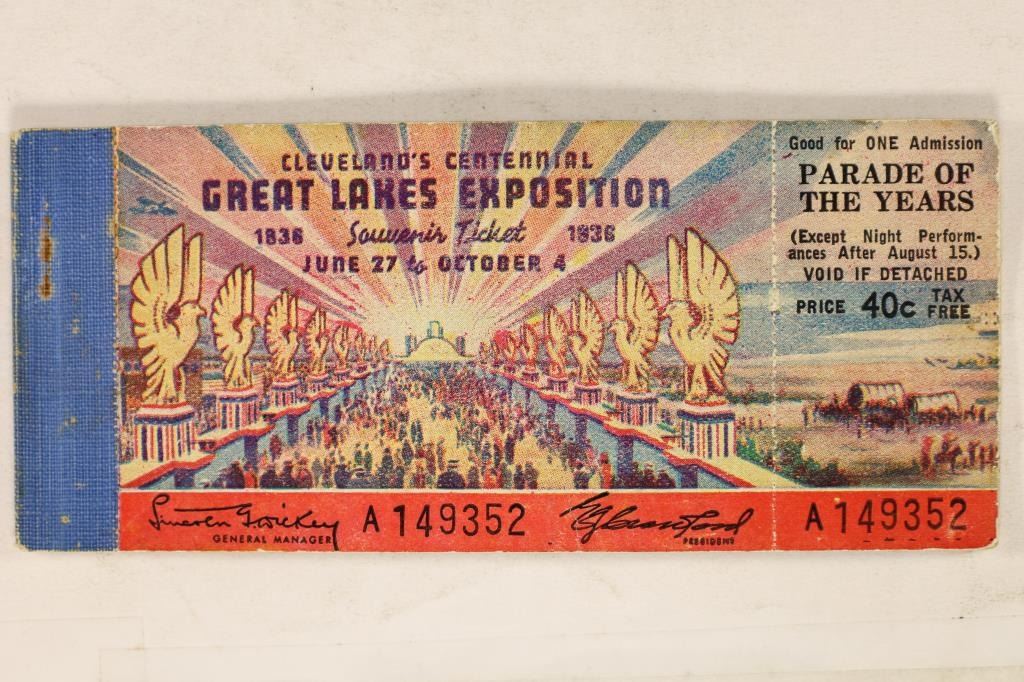 CLEVELAND'S CENTENNIAL
GREAT LAKES EXPOSITION
1836 Souvenir Ticket 1936
JUNE 27 to OCTOBER 4
Lincoln G. Dickey
GENERAL MANAGER
A149352
PRESIDENT
Good for ONE Admission
PARADE OF
THE YEARS
(Except Night Perform-
ances After August 15.)
VOID IF DETACHED
PRICE 40c TAX FREE
A149352